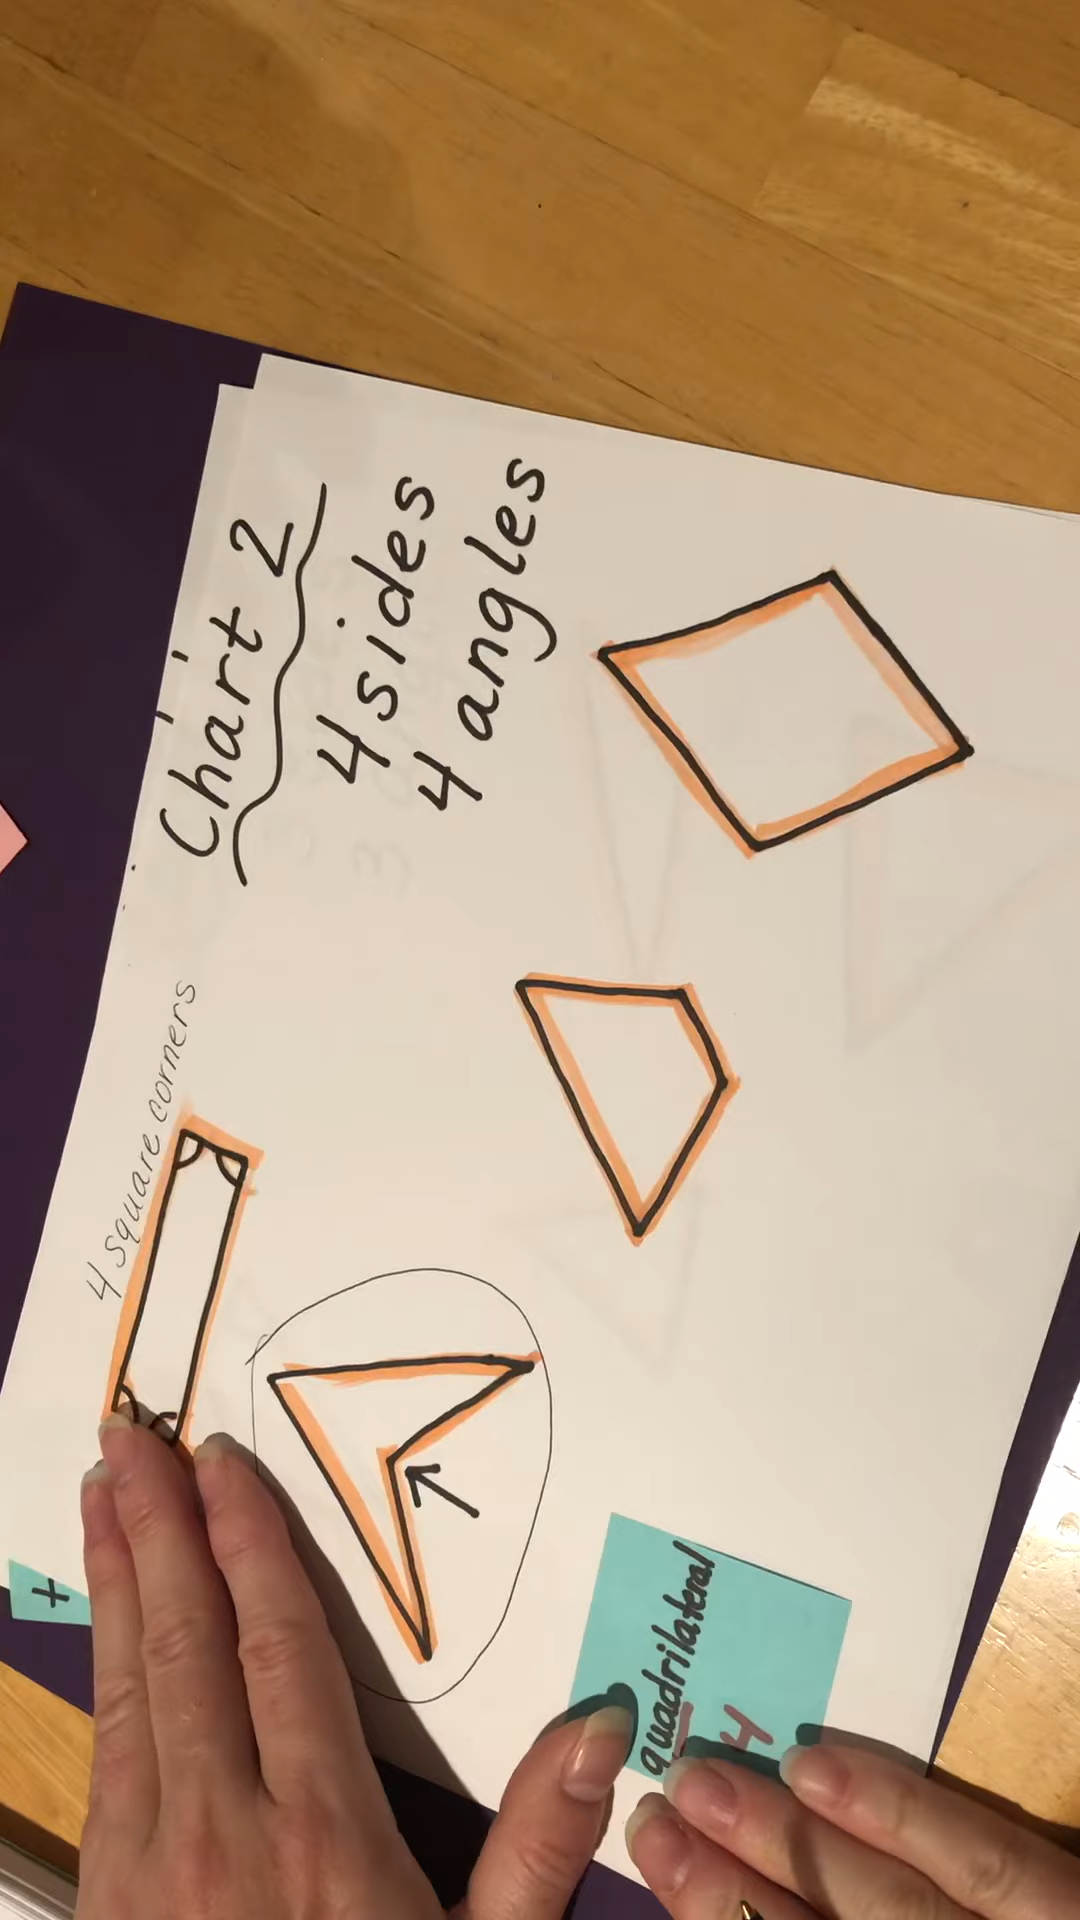 Chart 2
4 sides
4 angles
4 square corners
quadrilateral
4
+